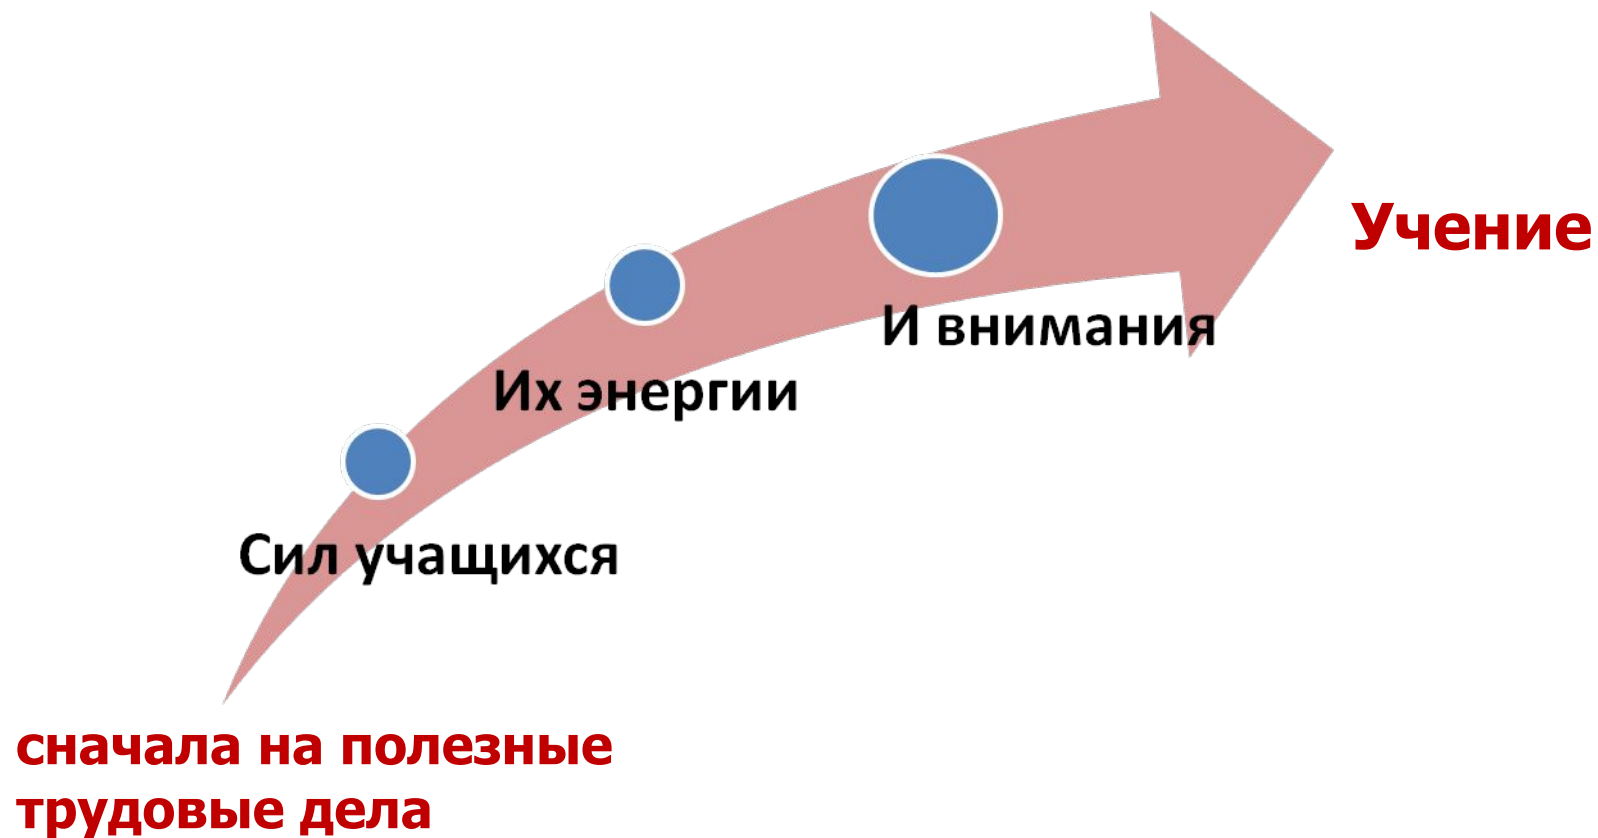 Учение
И внимания
Их энергии
Сил учащихся
сначала на полезные
трудовые дела